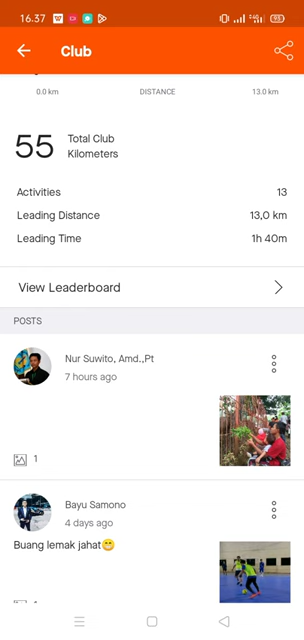 16.37
93
Club
0.0 km
DISTANCE
13.0 km
55
Total Club
Kilometers
Activities
13
Leading Distance
13,0 km
Leading Time
1h 40m
View Leaderboard
POSTS
Nur Suwito, Amd.,Pt
7 hours ago
1
Bayu Samono
4 days ago
Buang lemak jahat😁